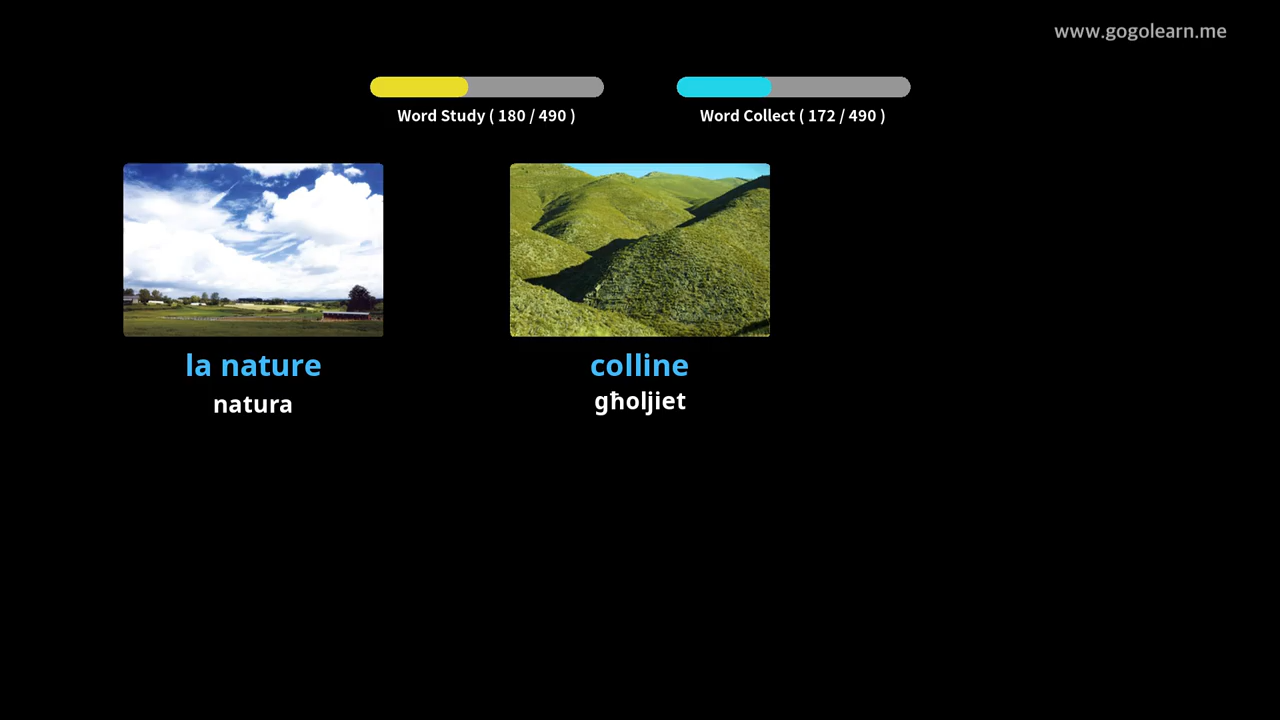 www.gogolearn.me
Word Study ( 180 / 490 )
Word Collect ( 172 / 490 )
la nature
natura
colline
għoljiet